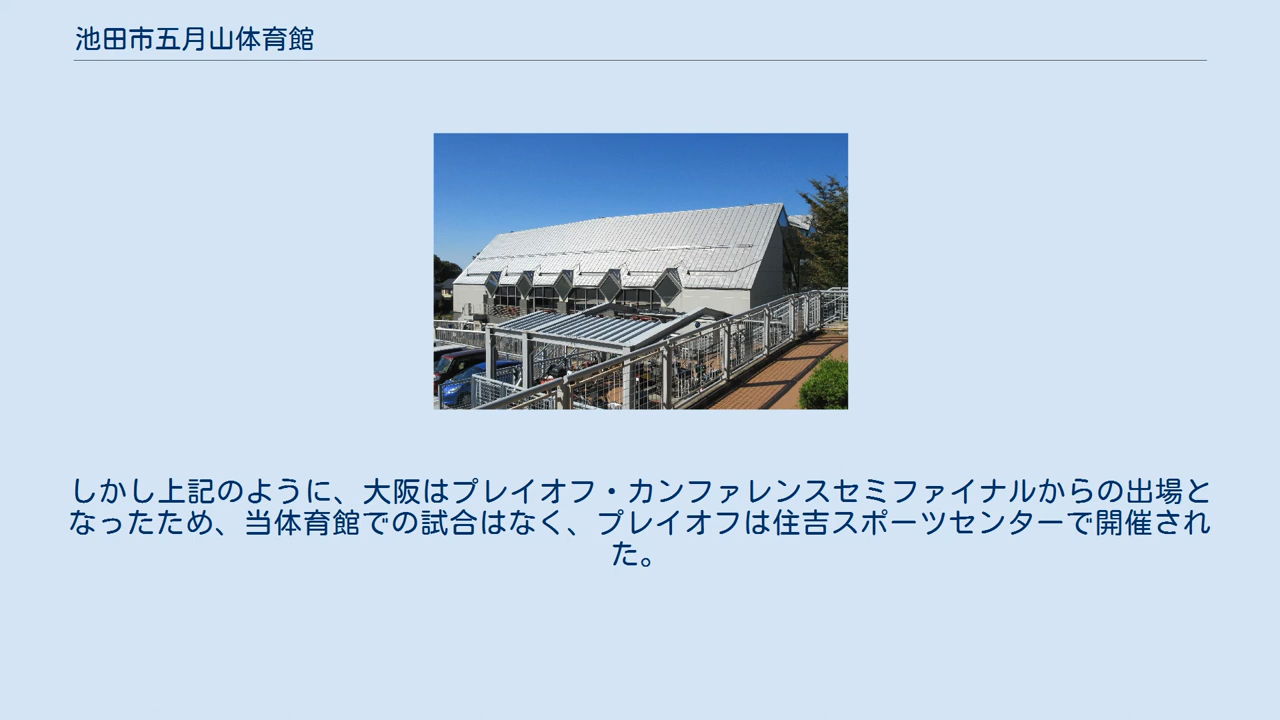 池田市五月山体育館
しかし上記のように、大阪はプレイオフ・カンファレンスセミファイナルからの出場と
なったため、当体育館での試合はなく、プレイオフは住吉スポーツセンターで開催され
た。